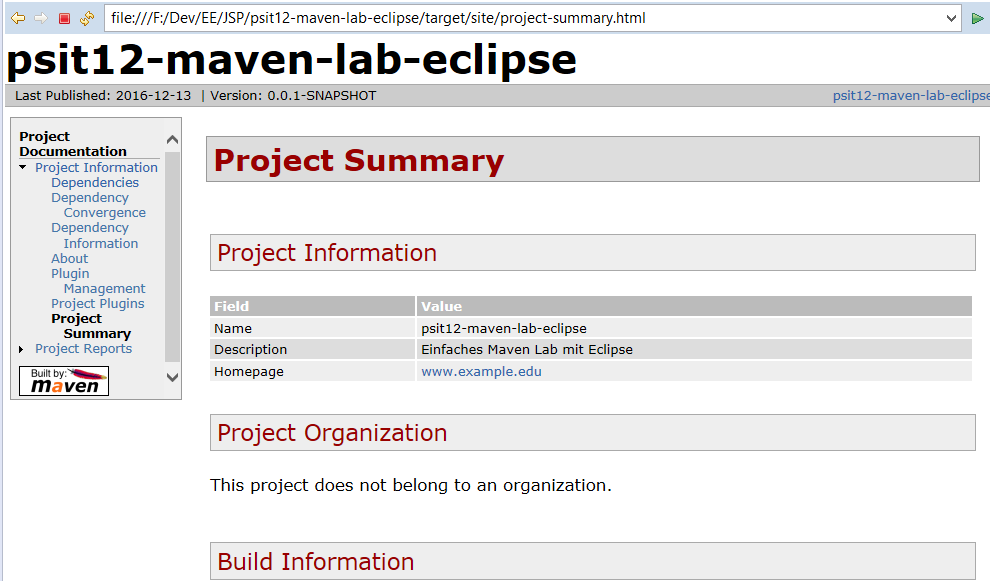 file:///F:/Dev/EE/JSP/psit12-maven-lab-eclipse/target/site/project-summary.html
psit12-maven-lab-eclipse
Last Published: 2016-12-13 | Version: 0.0.1-SNAPSHOT
psit12-maven-lab-eclipse
Project
Documentation
Project Information
Dependencies
Dependency
Convergence
Dependency
Information
About
Plugin
Management
Project Plugins
Project
Summary
Project Reports
Built by:
maven
Project Summary
Project Information
Field Value
Name psit12-maven-lab-eclipse
Description Einfaches Maven Lab mit Eclipse
Homepage www.example.edu
Project Organization
This project does not belong to an organization.
Build Information